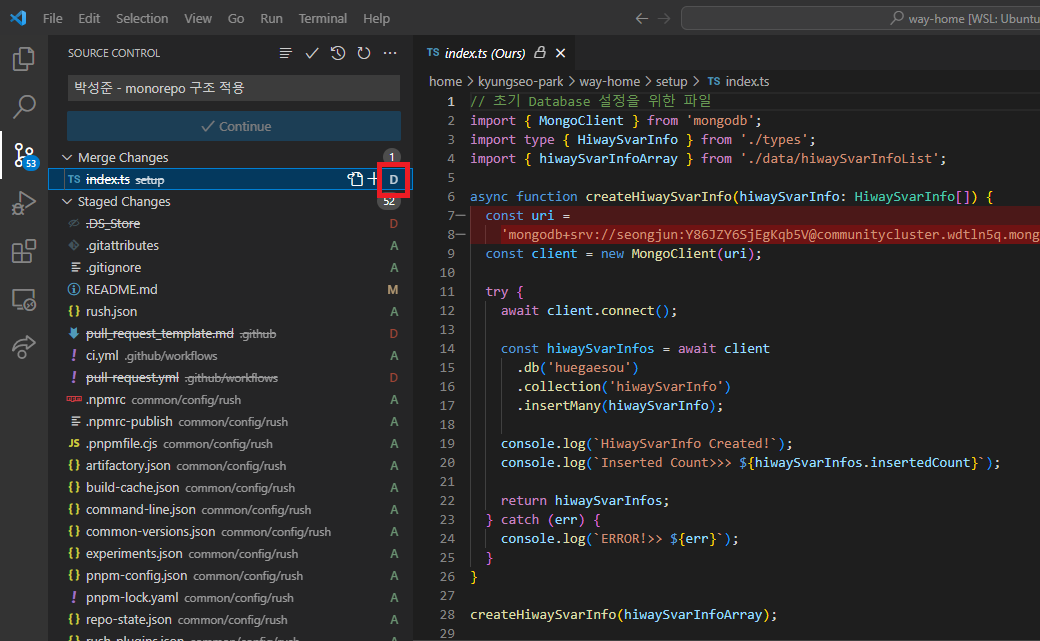 File Edit Selection View Go Run Terminal Help
way-home [WSL: Ubuntu
SOURCE CONTROL
박성준 - monorepo 구조 적용
Continue
Merge Changes 1
TS index.ts setup D
Staged Changes 52
.DS_Store D
.gitattributes A
.gitignore A
README.md M
{} rush.json A
pull_request_template.md .github D
! ci.yml .github/workflows A
! pull-request.yml .github/workflows D
npm .npmrc common/config/rush A
.npmrc-publish common/config/rush A
JS .pnpmfile.cjs common/config/rush A
{} artifactory.json common/config/rush A
{} build-cache.json common/config/rush A
{} command-line.json common/config/rush A
{} common-versions.json common/config/rush A
{} experiments.json common/config/rush A
{} pnpm-config.json common/config/rush A
! pnpm-lock.yaml common/config/rush A
{} repo-state.json common/config/rush A
{} rush-plugins.json common/config/rush A
53
TS index.ts (Ours)
home > kyungseo-park > way-home > setup > TS index.ts
1 // 초기 Database 설정을 위한 파일
2 import { MongoClient } from 'mongodb';
3 import type { HiwaySvarInfo } from './types';
4 import { hiwaySvarInfoArray } from './data/hiwaySvarInfoList';
5
6 async function createHiwaySvarInfo(hiwaySvarInfo: HiwaySvarInfo[]) {
7— const uri =
8— 'mongodb+srv://seongjun:Y86JZY6SjEgKqb5V@communitycluster.wdtln5q.mong
9 const client = new MongoClient(uri);
10
11 try {
12 await client.connect();
13
14 const hiwaySvarInfos = await client
15 .db('huegaesou')
16 .collection('hiwaySvarInfo')
17 .insertMany(hiwaySvarInfo);
18
19 console.log(`HiwaySvarInfo Created!`);
20 console.log(`Inserted Count>>> ${hiwaySvarInfos.insertedCount}`);
21
22 return hiwaySvarInfos;
23 } catch (err) {
24 console.log(`ERROR!>> ${err}`);
25 }
26 }
27
28 createHiwaySvarInfo(hiwaySvarInfoArray);
29